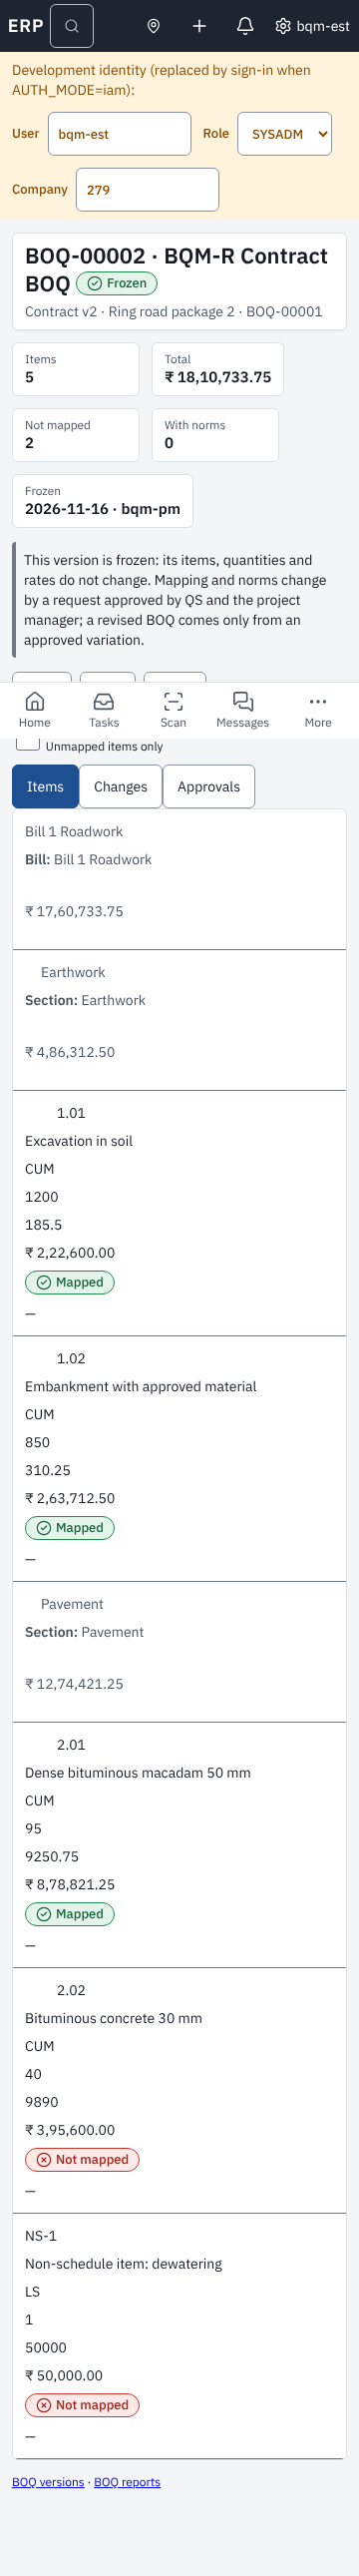 ERP
bqm-est
Development identity (replaced by sign-in when
AUTH_MODE=iam):
User bqm-est Role SYSADM
Company 279
BOQ-00002 · BQM-R Contract
BOQ Frozen
Contract v2 · Ring road package 2 · BOQ-00001
Items
5
Total
₹ 18,10,733.75
Not mapped
2
With norms
0
Frozen
2026-11-16 · bqm-pm
This version is frozen: its items, quantities and
rates do not change. Mapping and norms change
by a request approved by QS and the project
manager; a revised BOQ comes only from an
approved variation.
Home Tasks Scan Messages More
Unmapped items only
Items Changes Approvals
Bill 1 Roadwork
Bill: Bill 1 Roadwork
₹ 17,60,733.75
Earthwork
Section: Earthwork
₹ 4,86,312.50
1.01
Excavation in soil
CUM
1200
185.5
₹ 2,22,600.00
Mapped
—
1.02
Embankment with approved material
CUM
850
310.25
₹ 2,63,712.50
Mapped
—
Pavement
Section: Pavement
₹ 12,74,421.25
2.01
Dense bituminous macadam 50 mm
CUM
95
9250.75
₹ 8,78,821.25
Mapped
—
2.02
Bituminous concrete 30 mm
CUM
40
9890
₹ 3,95,600.00
Not mapped
—
NS-1
Non-schedule item: dewatering
LS
1
50000
₹ 50,000.00
Not mapped
—
BOQ versions · BOQ reports